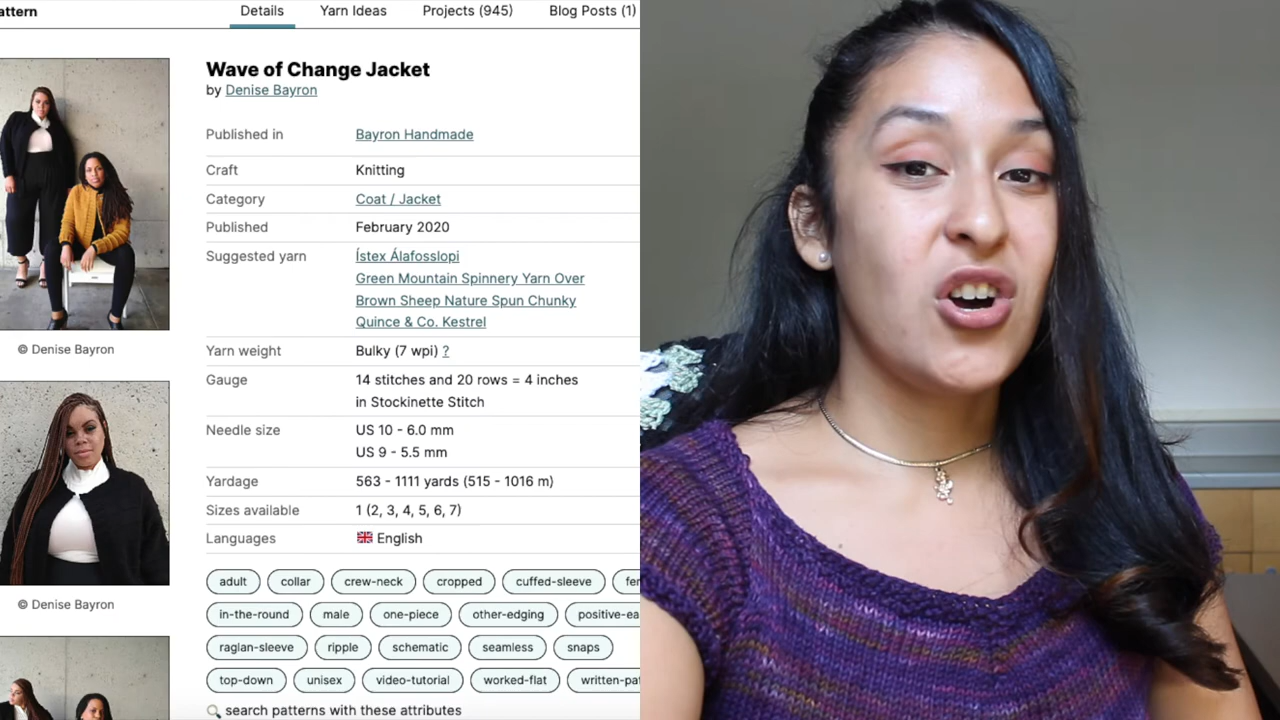 attern
Details
Yarn Ideas
Projects (945)
Blog Posts (1)
Wave of Change Jacket
by Denise Bayron
Published in Bayron Handmade
Craft Knitting
Category Coat / Jacket
Published February 2020
Suggested yarn Ístex Álafosslopi
Green Mountain Spinnery Yarn Over
Brown Sheep Nature Spun Chunky
Quince & Co. Kestrel
Yarn weight Bulky (7 wpi) ?
Gauge 14 stitches and 20 rows = 4 inches
in Stockinette Stitch
Needle size US 10 - 6.0 mm
US 9 - 5.5 mm
Yardage 563 - 1111 yards (515 - 1016 m)
Sizes available 1 (2, 3, 4, 5, 6, 7)
Languages English
adult collar crew-neck cropped cuffed-sleeve fer
in-the-round male one-piece other-edging positive-ea
raglan-sleeve ripple schematic seamless snaps
top-down unisex video-tutorial worked-flat written-pat
search patterns with these attributes
© Denise Bayron
© Denise Bayron